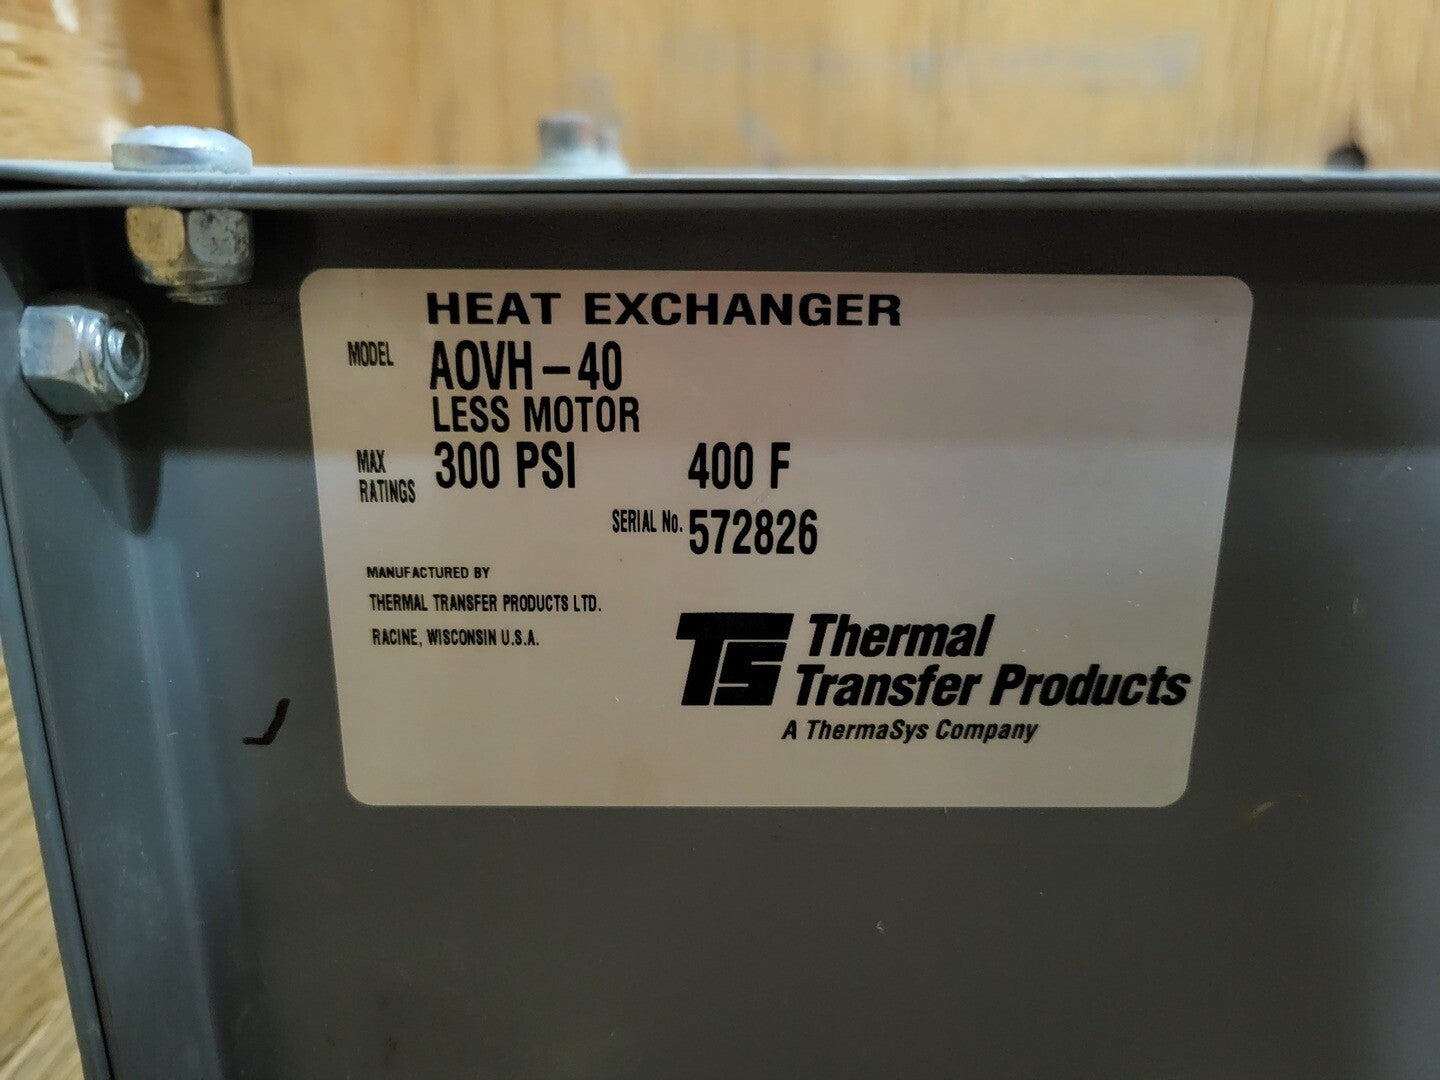 HEAT EXCHANGER
MODEL AOVH-40
LESS MOTOR
MAX RATINGS 300 PSI 400 F
SERIAL No. 572826
MANUFACTURED BY
THERMAL TRANSFER PRODUCTS LTD.
RACINE, WISCONSIN U.S.A.
TS Thermal
Transfer Products
A ThermaSys Company